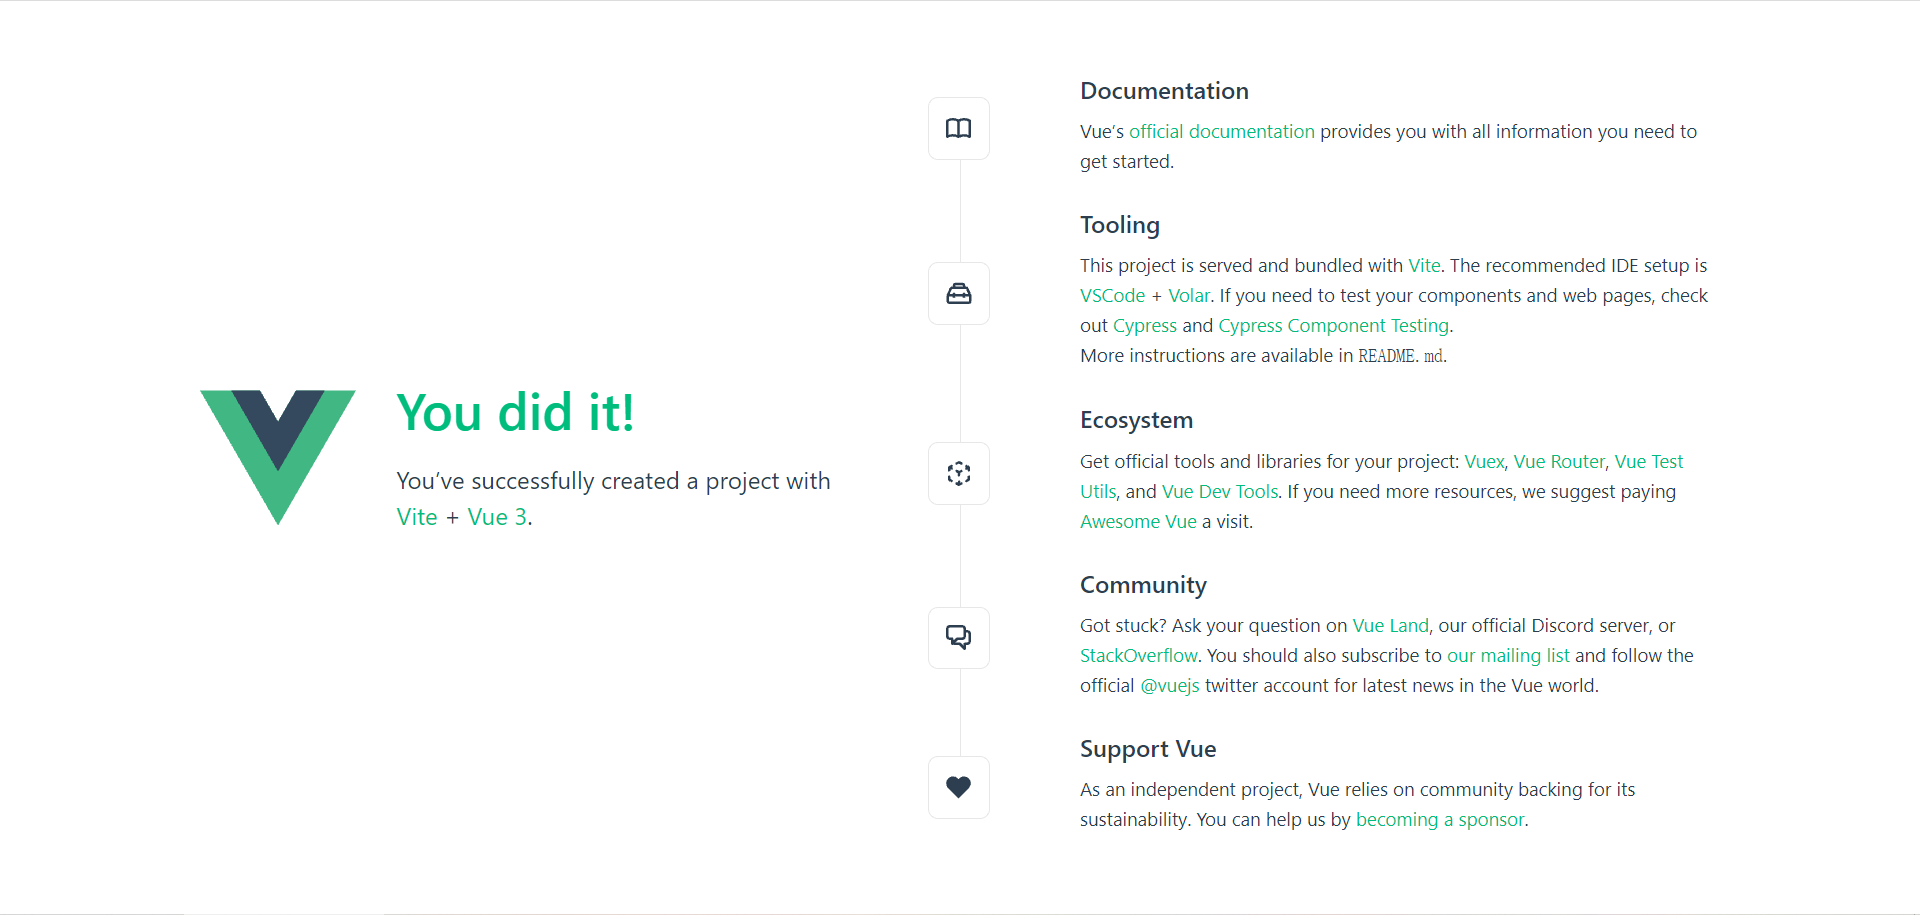 You did it!
You’ve successfully created a project with
Vite + Vue 3.
Documentation
Vue’s official documentation provides you with all information you need to
get started.
Tooling
This project is served and bundled with Vite. The recommended IDE setup is
VSCode + Volar. If you need to test your components and web pages, check
out Cypress and Cypress Component Testing.
More instructions are available in README.md.
Ecosystem
Get official tools and libraries for your project: Vuex, Vue Router, Vue Test
Utils, and Vue Dev Tools. If you need more resources, we suggest paying
Awesome Vue a visit.
Community
Got stuck? Ask your question on Vue Land, our official Discord server, or
StackOverflow. You should also subscribe to our mailing list and follow the
official @vuejs twitter account for latest news in the Vue world.
Support Vue
As an independent project, Vue relies on community backing for its
sustainability. You can help us by becoming a sponsor.